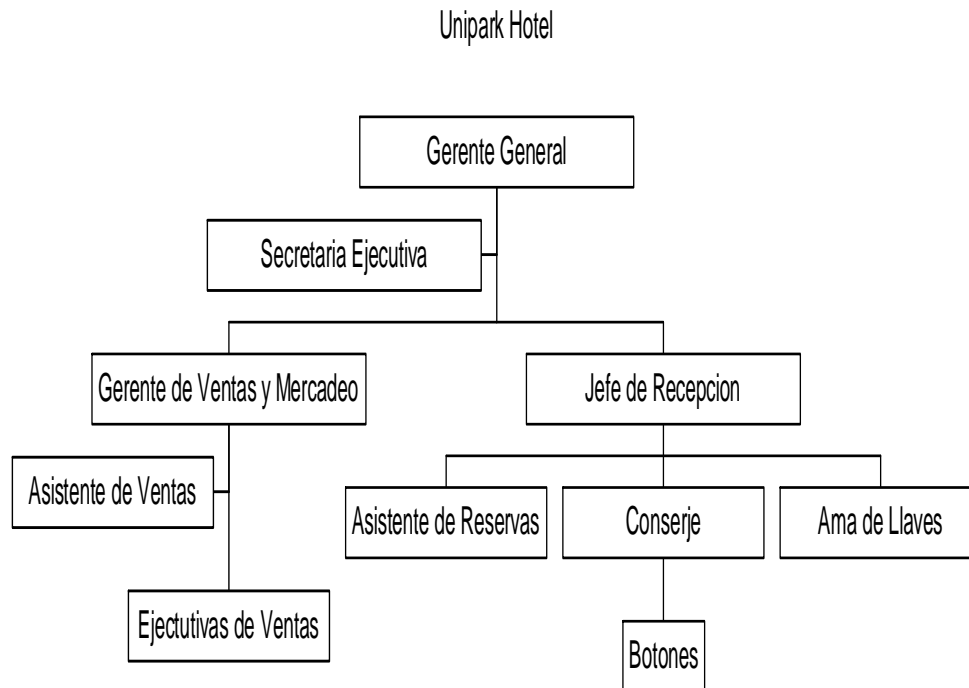 Unipark Hotel
Gerente General
Secretaria Ejecutiva
Gerente de Ventas y Mercadeo
Jefe de Recepcion
Asistente de Ventas
Asistente de Reservas
Conserje
Ama de Llaves
Ejectutivas de Ventas
Botones